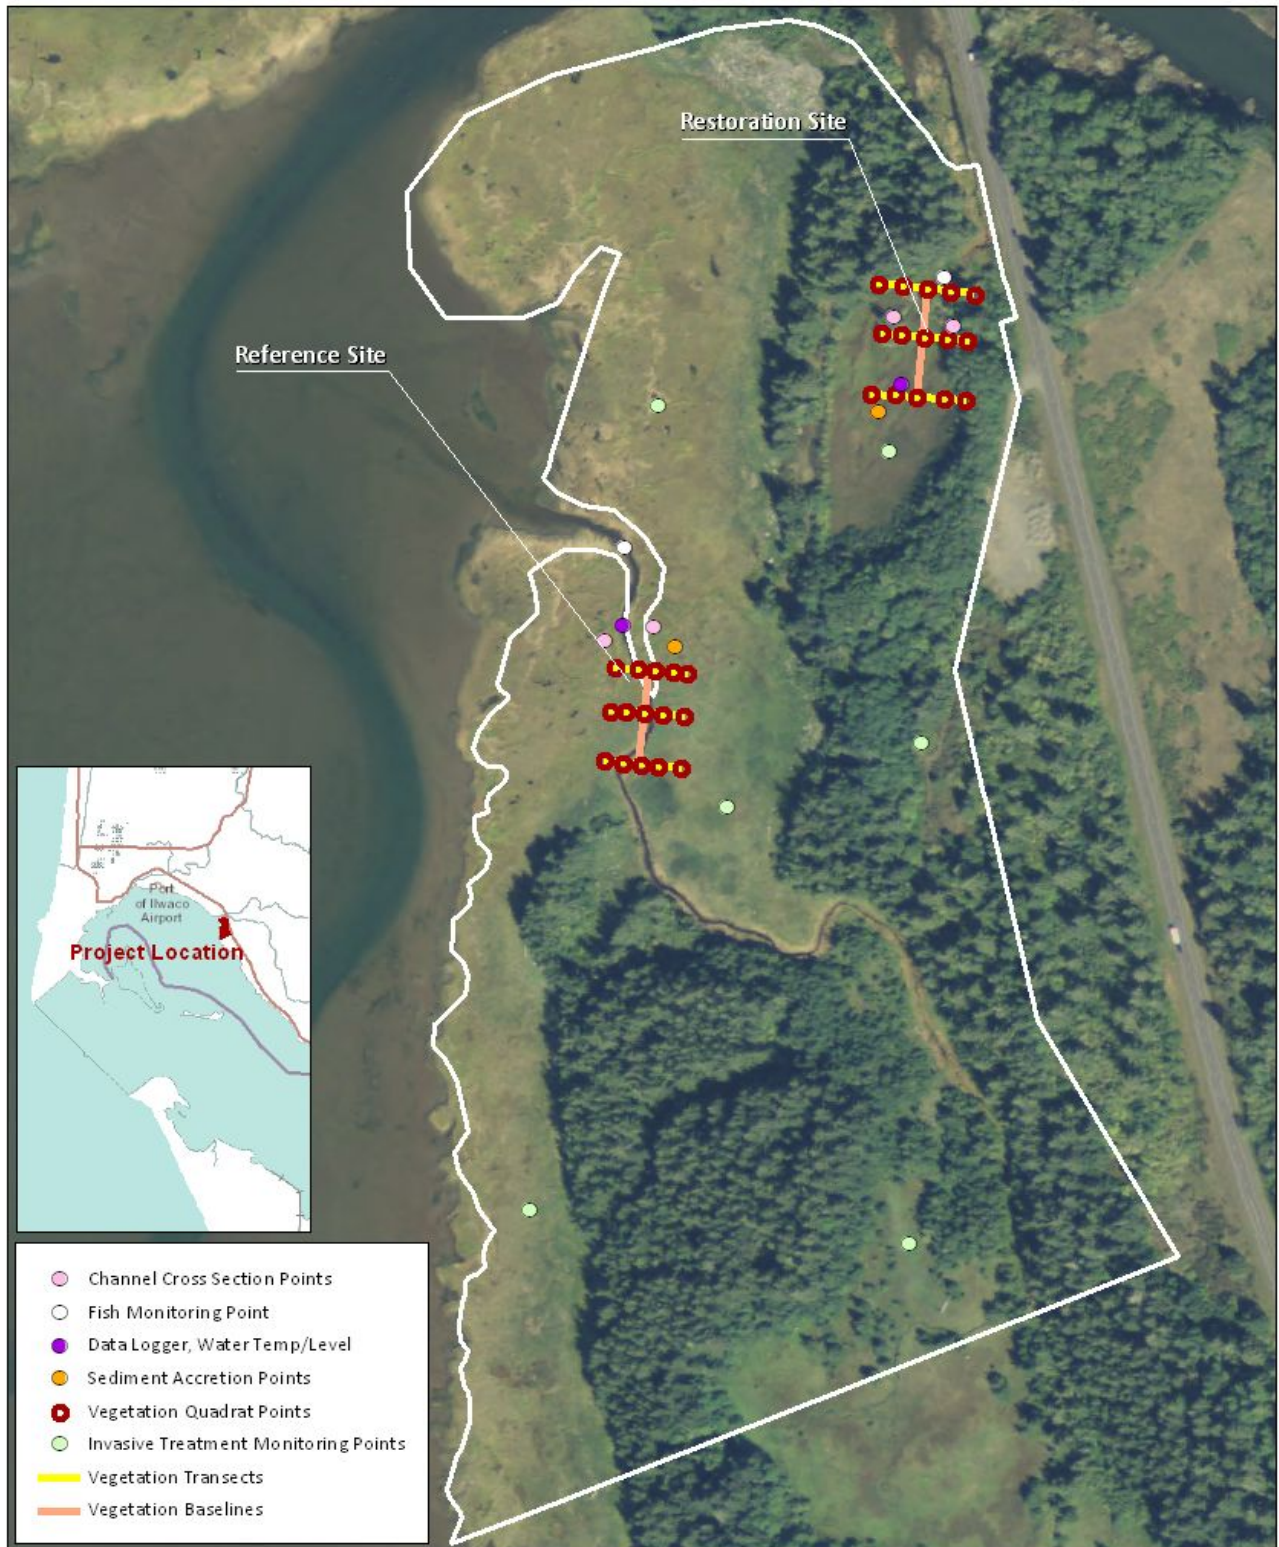 Restoration Site
Reference Site
Port
of Ilwaco
Airport
Project Location
Channel Cross Section Points
Fish Monitoring Point
Data Logger, Water Temp/Level
Sediment Accretion Points
Vegetation Quadrat Points
Invasive Treatment Monitoring Points
Vegetation Transects
Vegetation Baselines